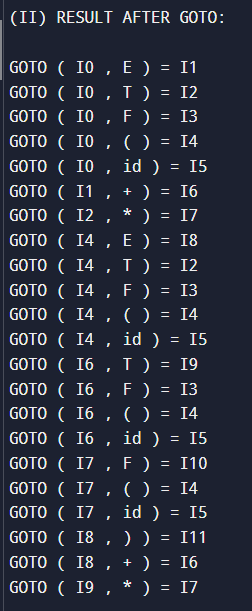 (II) RESULT AFTER GOTO:
GOTO ( I0 , E ) = I1
GOTO ( I0 , T ) = I2
GOTO ( I0 , F ) = I3
GOTO ( I0 , ( ) = I4
GOTO ( I0 , id ) = I5
GOTO ( I1 , + ) = I6
GOTO ( I2 , * ) = I7
GOTO ( I4 , E ) = I8
GOTO ( I4 , T ) = I2
GOTO ( I4 , F ) = I3
GOTO ( I4 , ( ) = I4
GOTO ( I4 , id ) = I5
GOTO ( I6 , T ) = I9
GOTO ( I6 , F ) = I3
GOTO ( I6 , ( ) = I4
GOTO ( I6 , id ) = I5
GOTO ( I7 , F ) = I10
GOTO ( I7 , ( ) = I4
GOTO ( I7 , id ) = I5
GOTO ( I8 , ) ) = I11
GOTO ( I8 , + ) = I6
GOTO ( I9 , * ) = I7